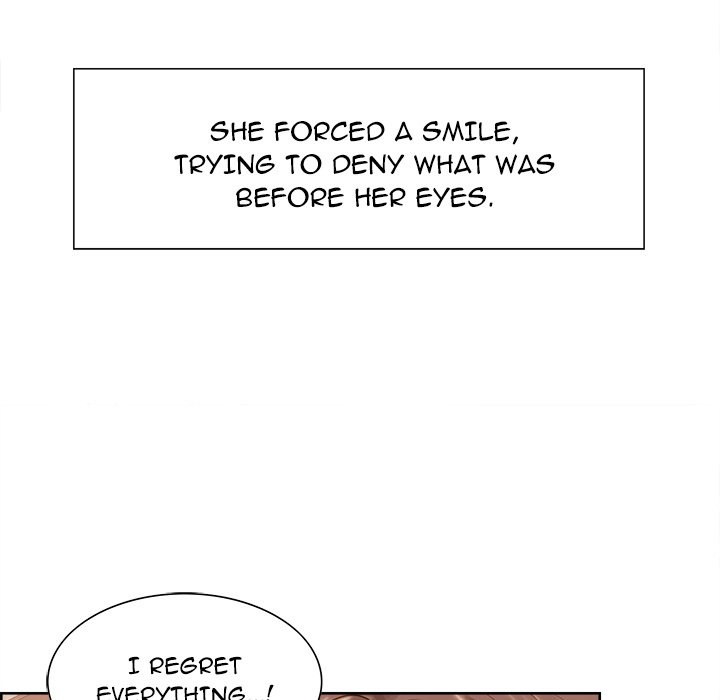 SHE FORCED A SMILE,
TRYING TO DENY WHAT WAS
BEFORE HER EYES.
I REGRET
EVERYTHING...!